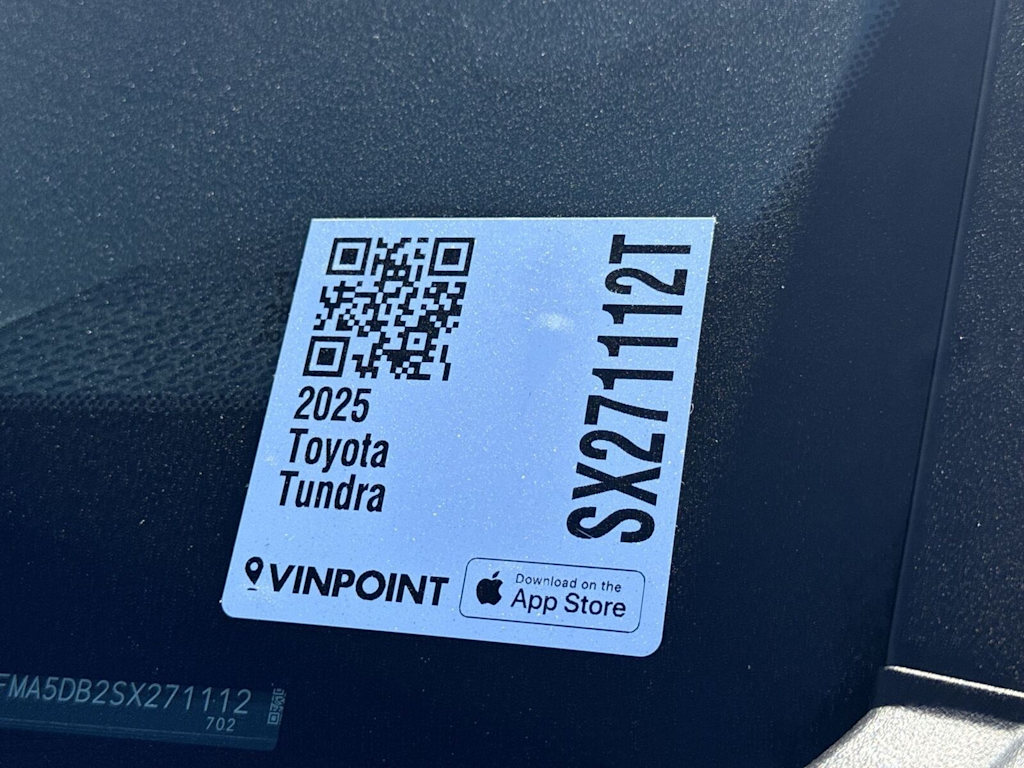 2025
Toyota
Tundra
SX271112T
VINPOINT
Download on the
App Store
FMA5DB2SX271112
702